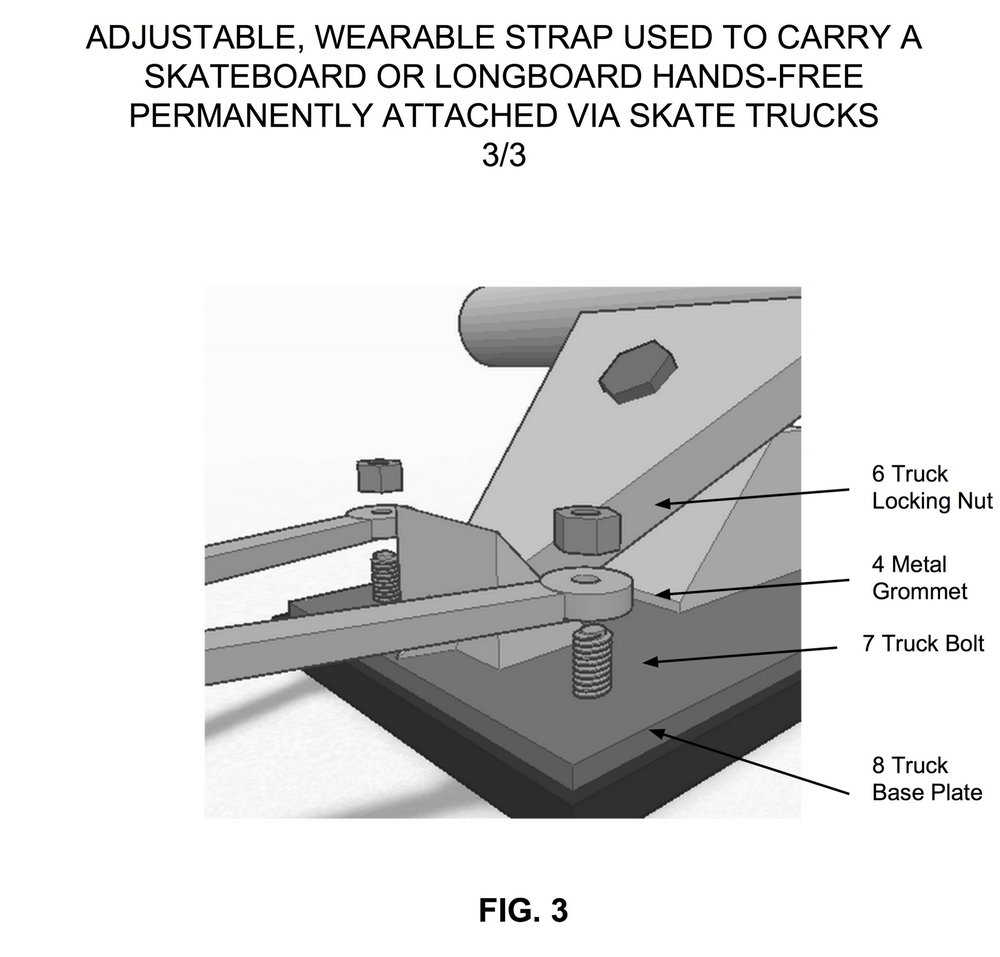 ADJUSTABLE, WEARABLE STRAP USED TO CARRY A
SKATEBOARD OR LONGBOARD HANDS-FREE
PERMANENTLY ATTACHED VIA SKATE TRUCKS
3/3
6 Truck
Locking Nut
4 Metal
Grommet
7 Truck Bolt
8 Truck
Base Plate
FIG. 3